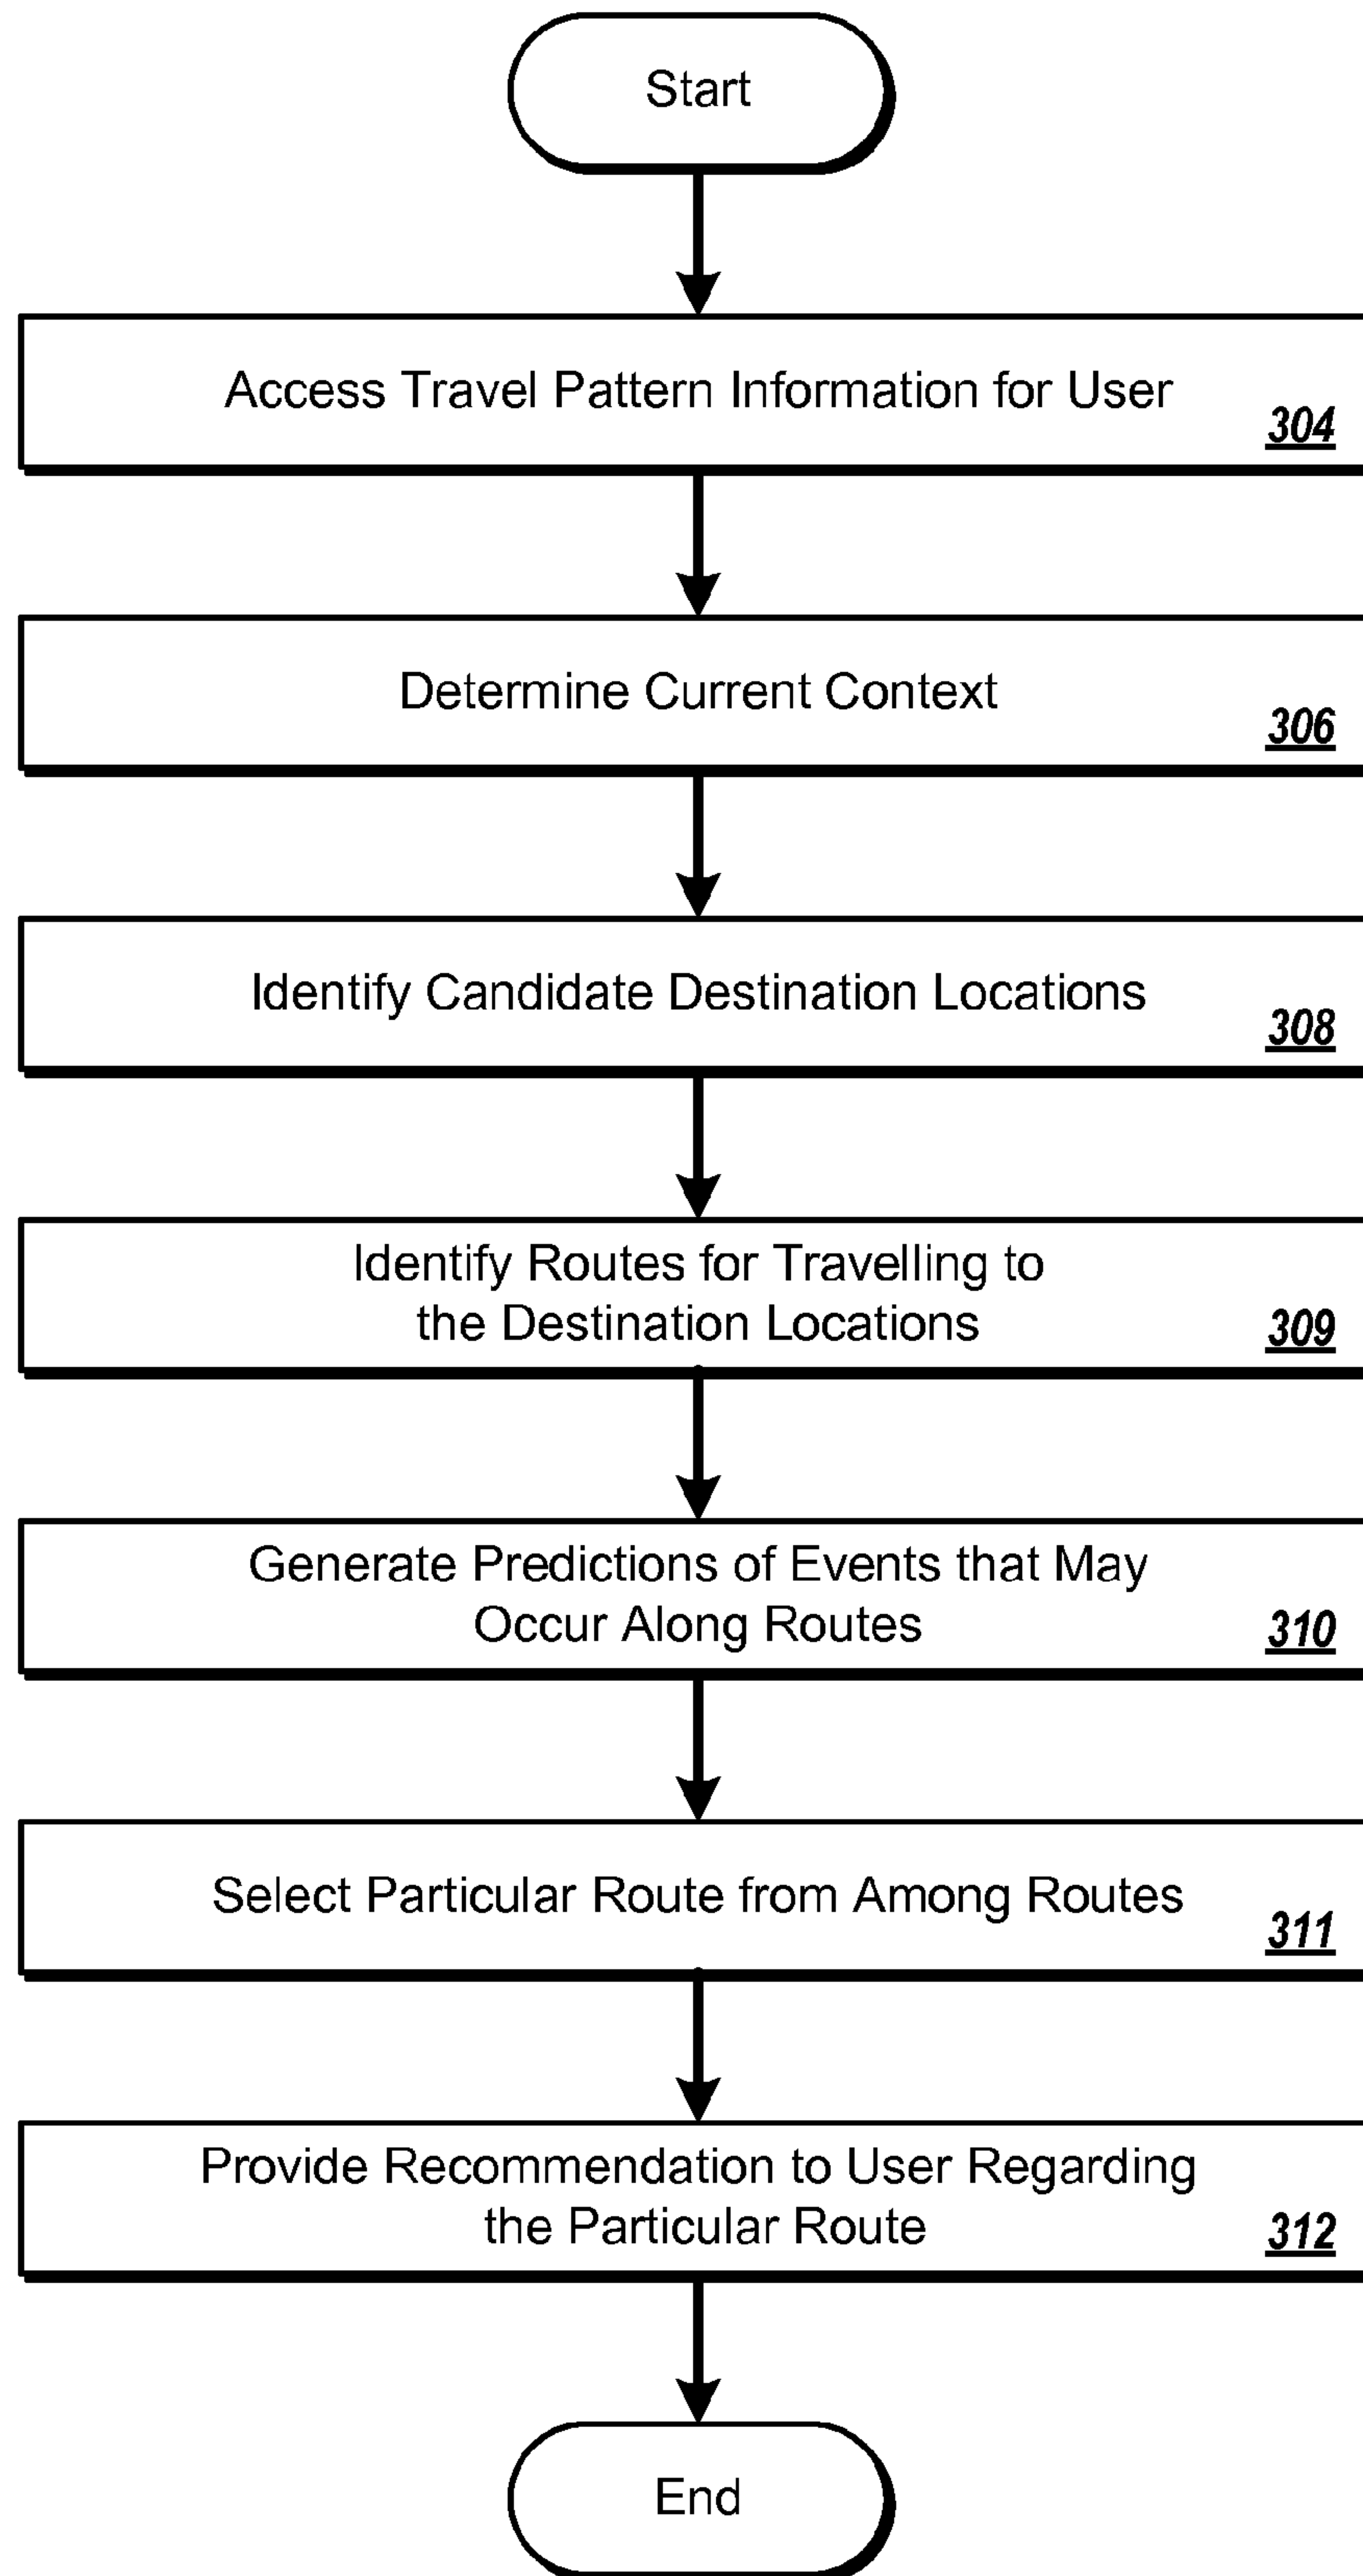 Start
Access Travel Pattern Information for User
304
Determine Current Context
306
Identify Candidate Destination Locations
308
Identify Routes for Travelling to
the Destination Locations
309
Generate Predictions of Events that May
Occur Along Routes
310
Select Particular Route from Among Routes
311
Provide Recommendation to User Regarding
the Particular Route
312
End